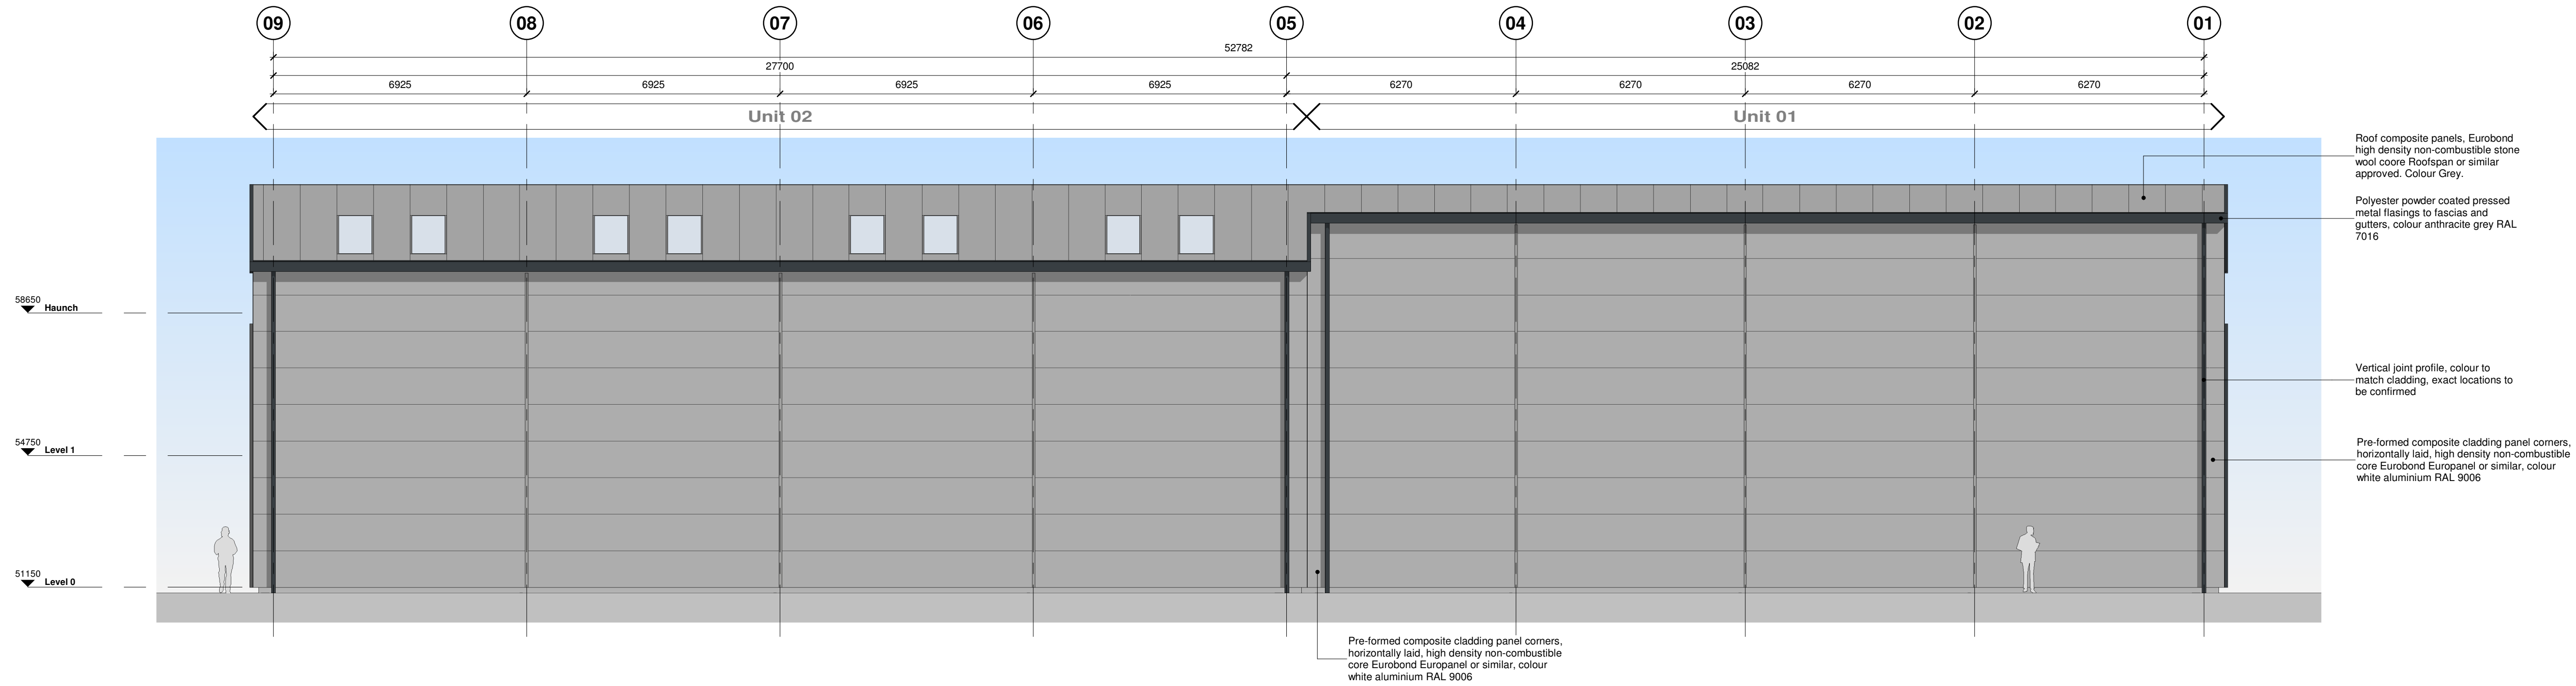 09 08 07 06 05 04 03 02 01
52782
27700 25082
6925 6925 6925 6925 6270 6270 6270 6270
Unit 02 Unit 01
Roof composite panels, Eurobond
high density non-combustible stone
wool coore Roofspan or similar
approved. Colour Grey.
Polyester powder coated pressed
metal flasings to fascias and
gutters, colour anthracite grey RAL
7016
58650
Haunch
Vertical joint profile, colour to
match cladding, exact locations to
be confirmed
54750
Level 1
Pre-formed composite cladding panel corners,
horizontally laid, high density non-combustible
core Eurobond Europanel or similar, colour
white aluminium RAL 9006
51150
Level 0
Pre-formed composite cladding panel corners,
horizontally laid, high density non-combustible
core Eurobond Europanel or similar, colour
white aluminium RAL 9006